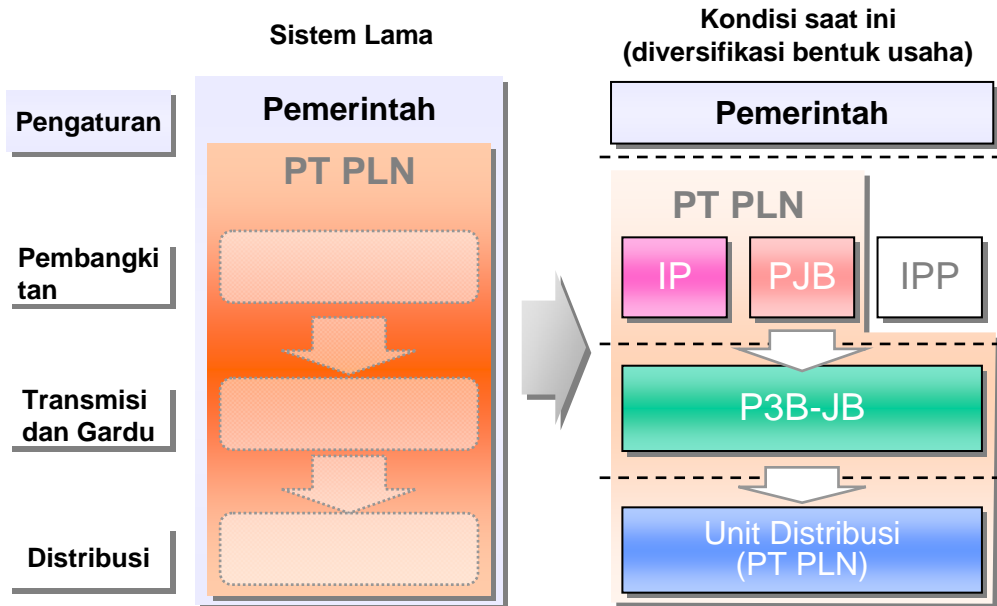 Sistem Lama
Kondisi saat ini
(diversifikasi bentuk usaha)
Pengaturan
Pemerintah
Pemerintah
PT PLN
PT PLN
Pembangki
tan
IP
PJB
IPP
Transmisi
dan Gardu
P3B-JB
Distribusi
Unit Distribusi
(PT PLN)